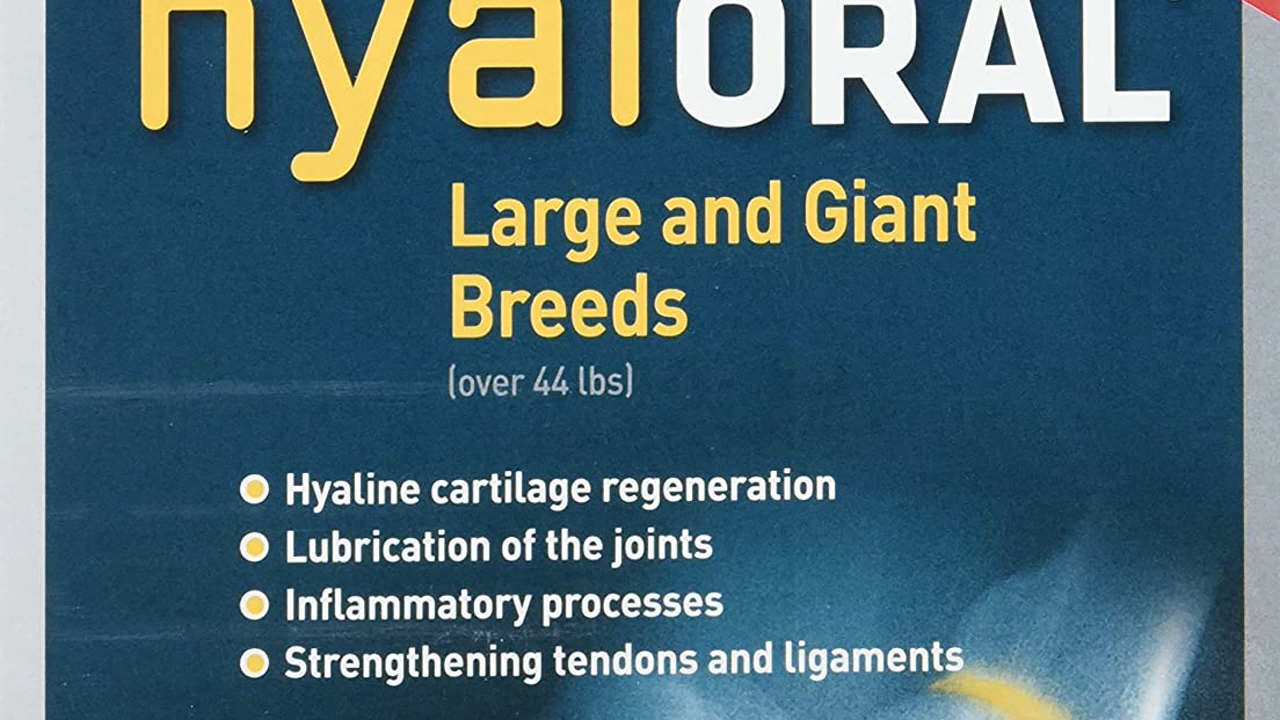 hyalORAL
Large and Giant
Breeds
(over 44 lbs)
Hyaline cartilage regeneration
Lubrication of the joints
Inflammatory processes
Strengthening tendons and ligaments